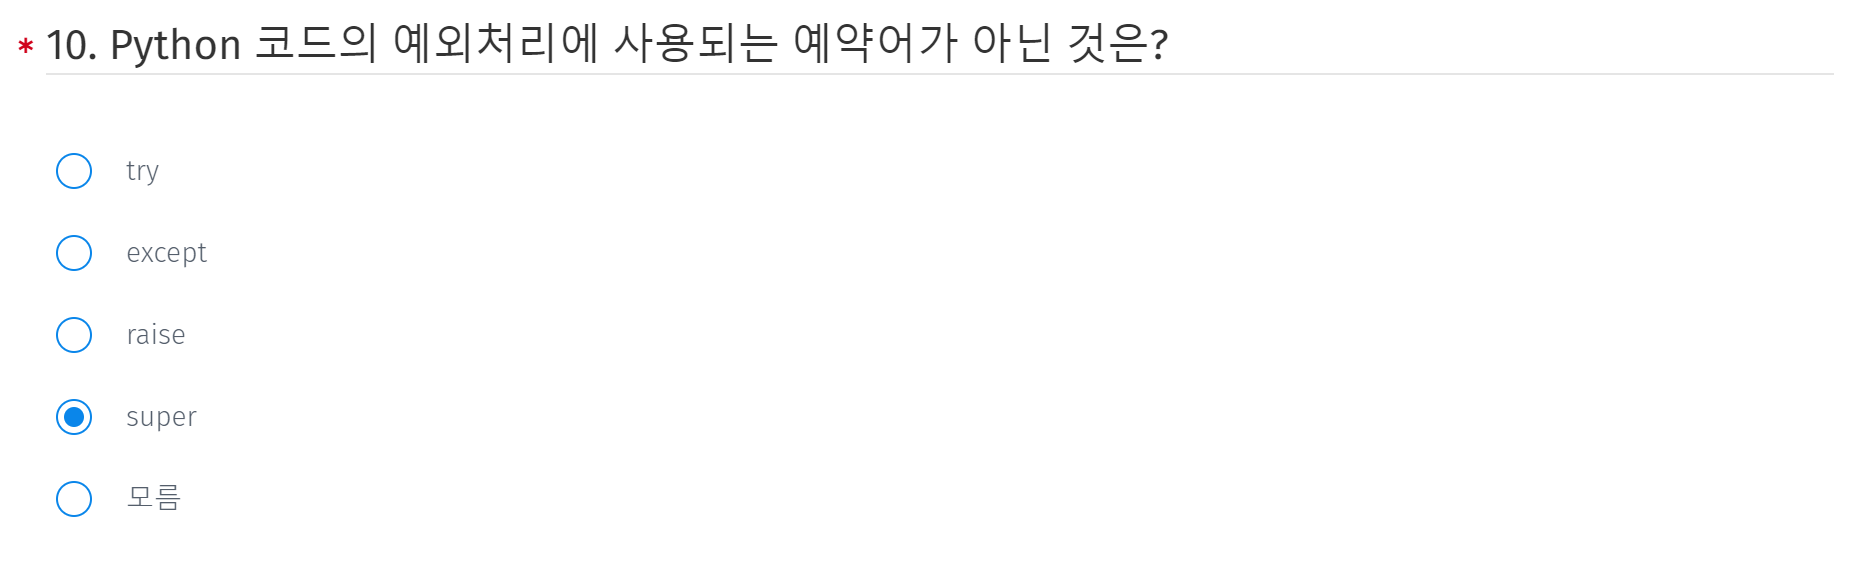 * 10. Python 코드의 예외처리에 사용되는 예약어가 아닌 것은?
try
except
raise
super
모름